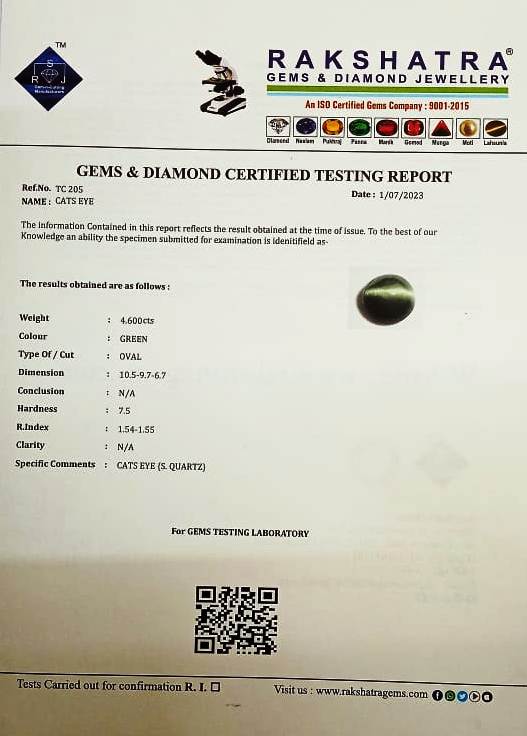 TM
S
R J
RAKSHATRA®
GEMS & DIAMOND JEWELLERY
An ISO Certified Gems Company : 9001-2015
Diamond Neelam Pukhraj Panna Manik Gomed Munga Moti Lahsunia
GEMS & DIAMOND CERTIFIED TESTING REPORT
Ref.No. TC 205
Date : 1/07/2023
NAME : CATS EYE
The information Contained in this report reflects the result obtained at the time of issue. To the best of our
Knowledge an ability the specimen submitted for examination is idenitifield as-
The results obtained are as follows :
Weight : 4.600cts
Colour : GREEN
Type Of / Cut : OVAL
Dimension : 10.5-9.7-6.7
Conclusion : N/A
Hardness : 7.5
R.Index : 1.54-1.55
Clarity : N/A
Specific Comments : CATS EYE (S. QUARTZ)
For GEMS TESTING LABORATORY
Tests Carried out for confirmation R. I. ☐
Visit us : www.rakshatragems.com